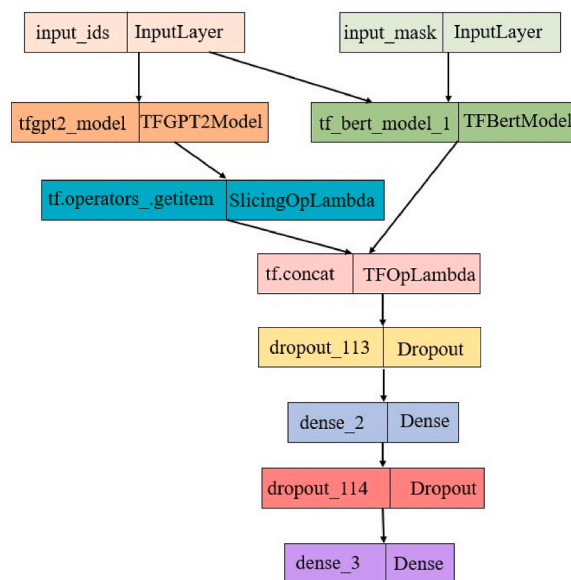 input_ids InputLayer
input_mask InputLayer
tfgpt2_model TFGPT2Model
tf_bert_model_1 TFBertModel
tf.operators_.getitem SlicingOpLambda
tf.concat TFOpLambda
dropout_113 Dropout
dense_2 Dense
dropout_114 Dropout
dense_3 Dense